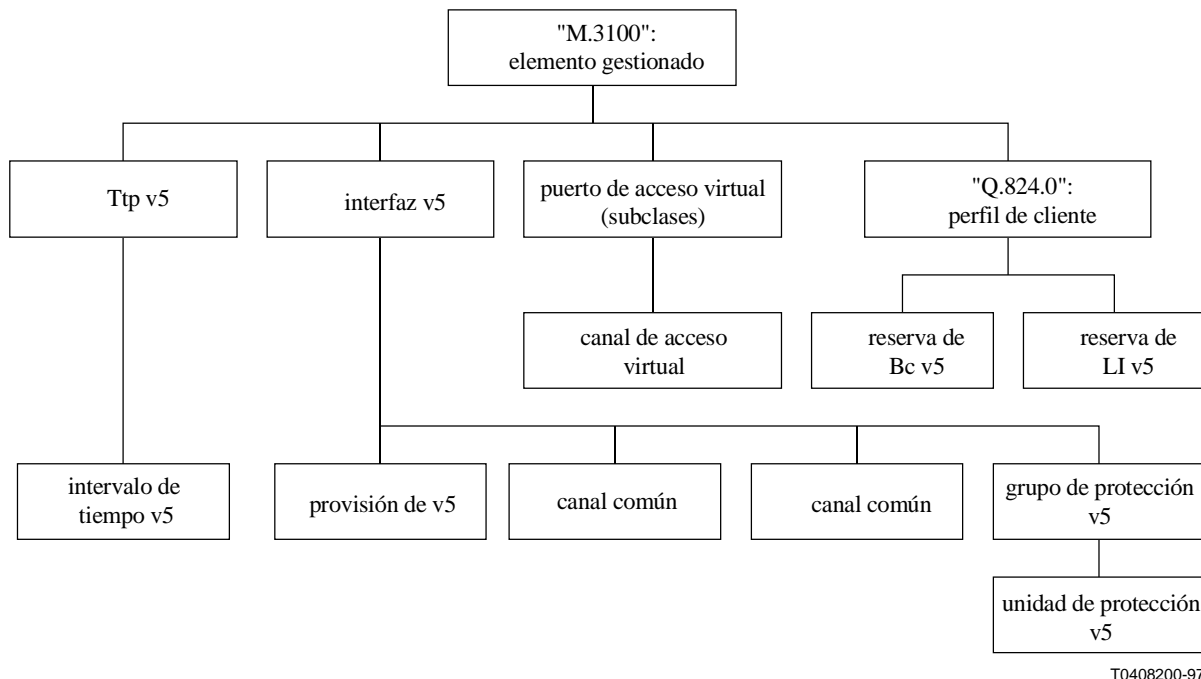 "M.3100":
elemento gestionado
Ttp v5
interfaz v5
puerto de acceso virtual
(subclases)
"Q.824.0":
perfil de cliente
canal de acceso
virtual
reserva de
Bc v5
reserva de
LI v5
intervalo de
tiempo v5
provisión de v5
canal común
canal común
grupo de protección
v5
unidad de protección
v5
T0408200-97